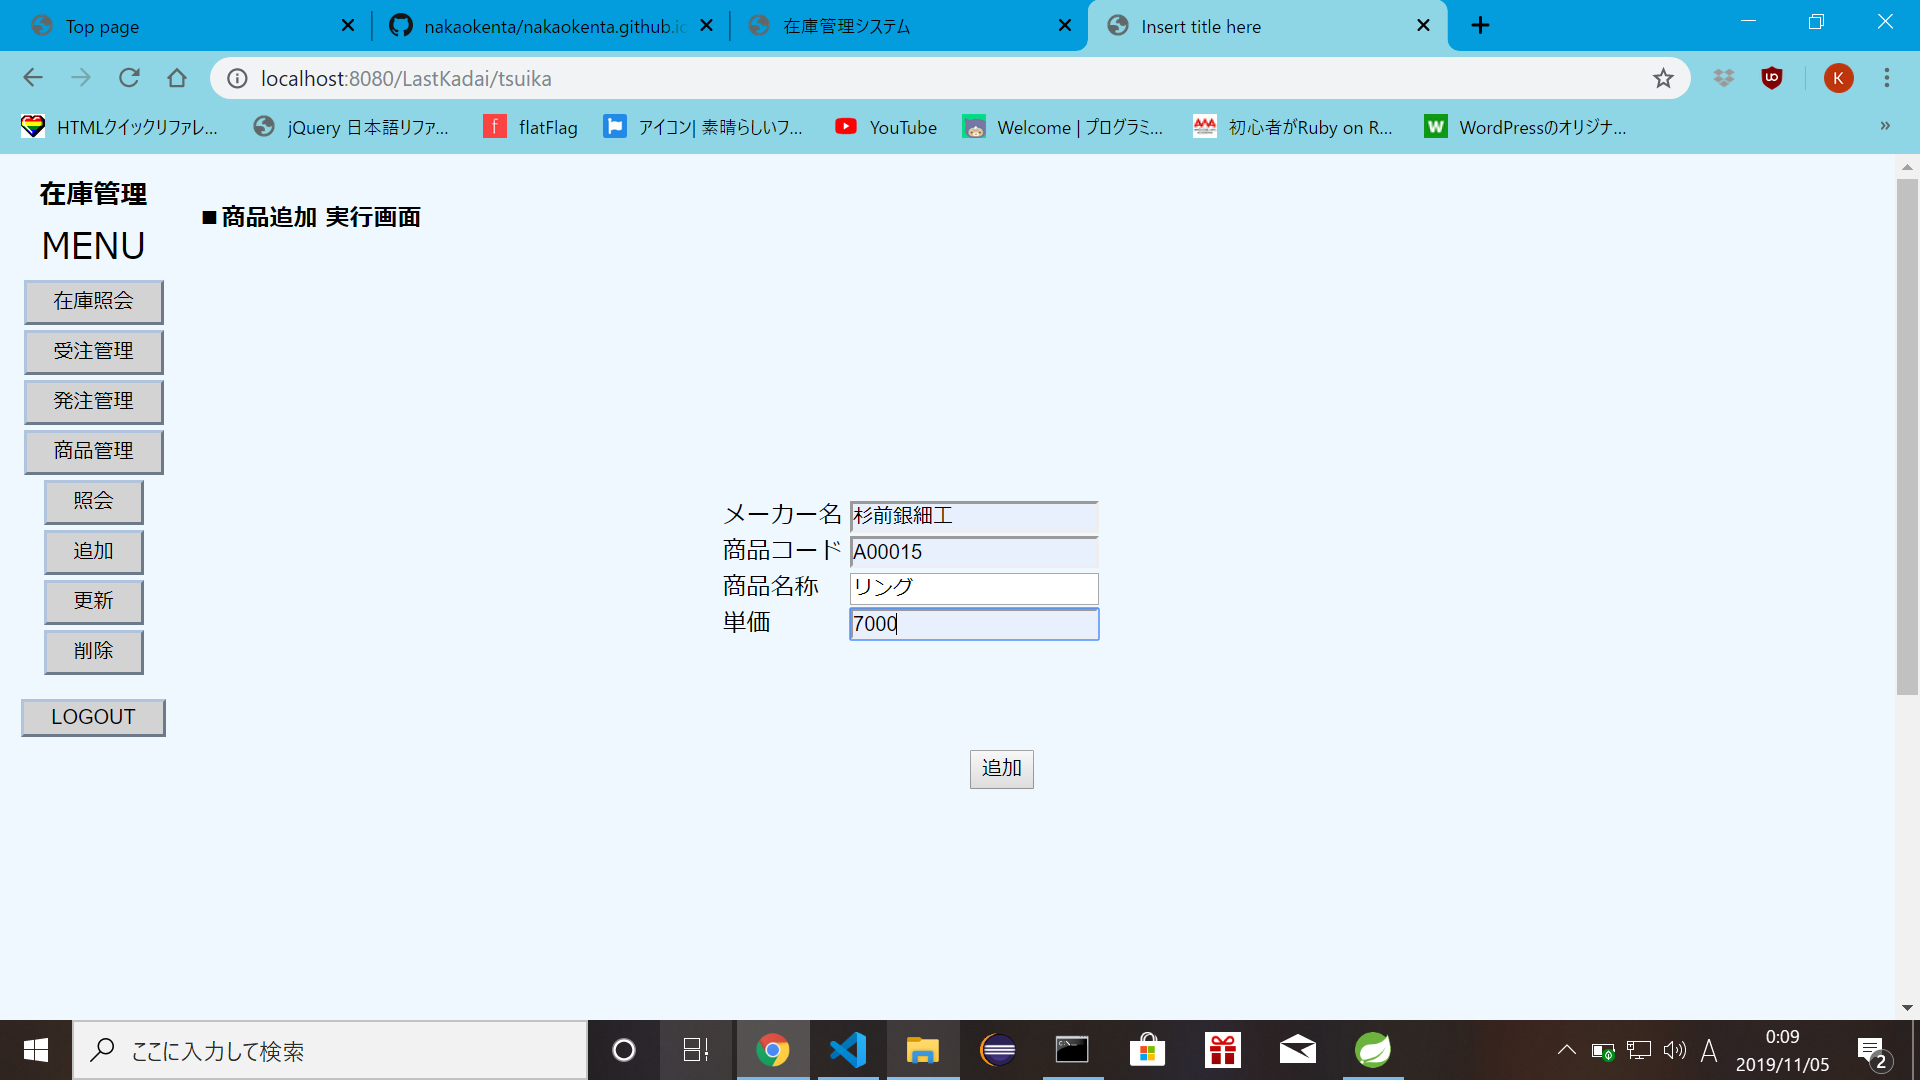 Top page
nakaokenta/nakaokenta.github.io
在庫管理システム
Insert title here
localhost:8080/LastKadai/tsuika
K
HTMLクイックリファレ...
jQuery 日本語リファ...
flatFlag
アイコン| 素晴らしいフ...
YouTube
Welcome | プログラミ...
初心者がRuby on R...
WordPressのオリジナ...
»
在庫管理
MENU
在庫照会
受注管理
発注管理
商品管理
照会
追加
更新
削除
LOGOUT
■商品追加 実行画面
メーカー名 杉前銀細工
商品コード A00015
商品名称 リング
単価 7000
追加
ここに入力して検索
A
0:09
2019/11/05
2